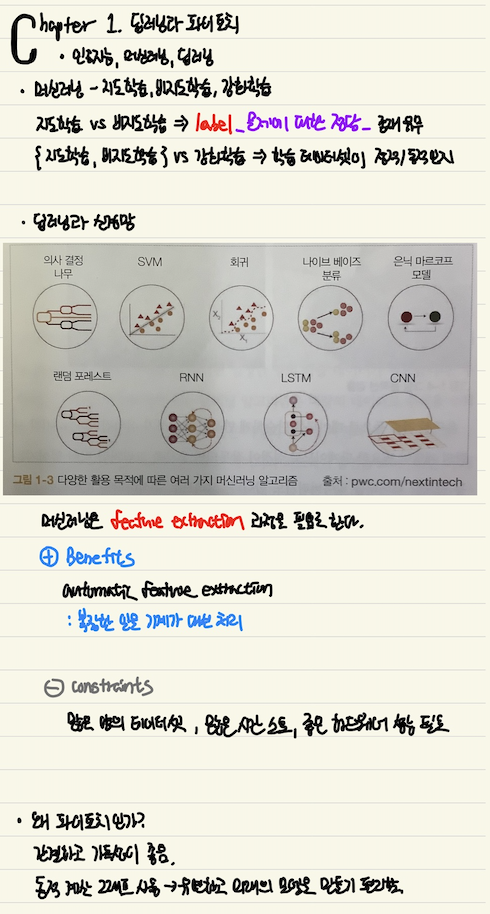 Chapter 1. 딥러닝과 파이토치
• 인공지능, 머신러닝, 딥러닝
• 머신러닝 - 지도학습, 비지도학습, 강화학습
지도학습 vs 비지도학습 ⇒ label_문제에 대한 정답_ 존재유무
{지도학습, 비지도학습} vs 강화학습 ⇒ 학습 데이터셋이 정적/동적인지
• 딥러닝과 신경망
의사 결정 나무 SVM 회귀 나이브 베이즈 분류 은닉 마르코프 모델
X₂
X₁
랜덤 포레스트 RNN LSTM CNN
그림 1-3 다양한 활용 목적에 따른 여러 가지 머신러닝 알고리즘 출처 : pwc.com/nextintech
머신러닝은 feature extraction 과정을 필요로 한다.
⊕ Benefits
automatic feature extraction
: 복잡한 일을 기계가 대신 처리
⊖ constraints
많은 양의 데이터셋, 많은 시간 소모, 좋은 하드웨어 성능 필요
• 왜 파이토치인가?
간결하고 가독성이 좋음.
동적 계산 그래프 사용 → 유연하고 의 모델을 만들기 편리함.